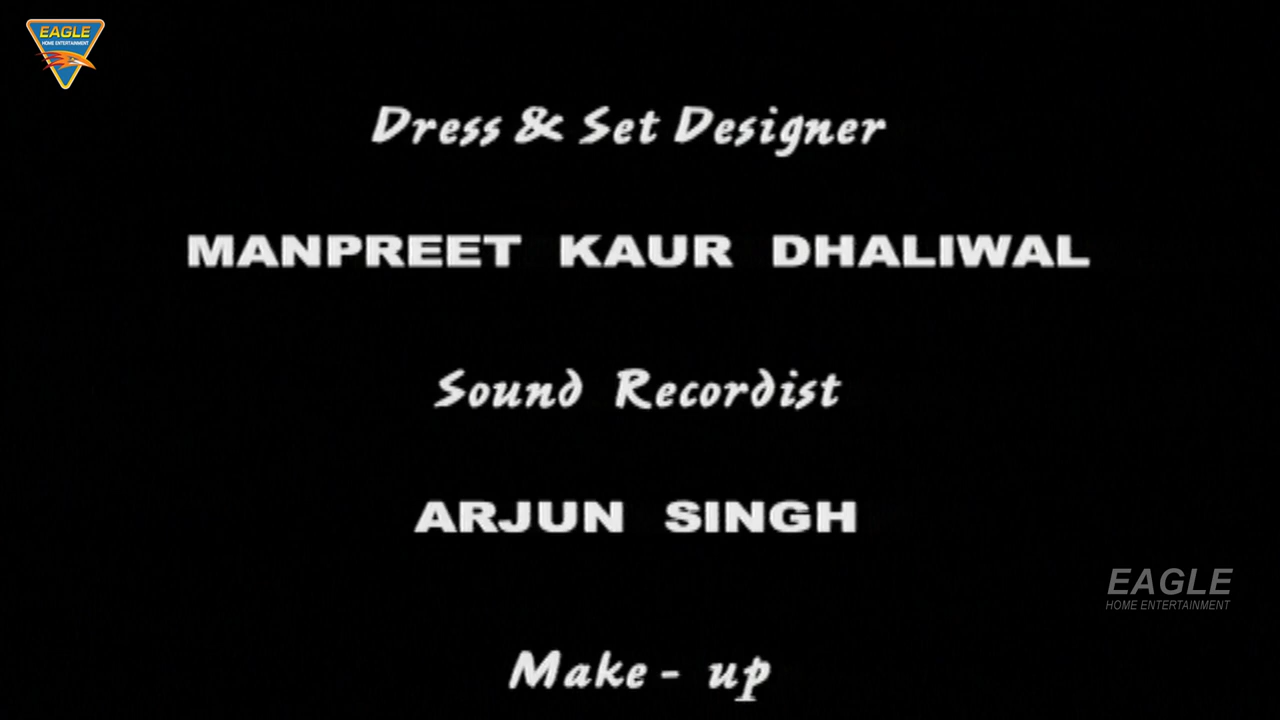 EAGLE
HOME ENTERTAINMENT
Dress & Set Designer
MANPREET KAUR DHALIWAL
Sound Recordist
ARJUN SINGH
EAGLE
HOME ENTERTAINMENT
Make - up